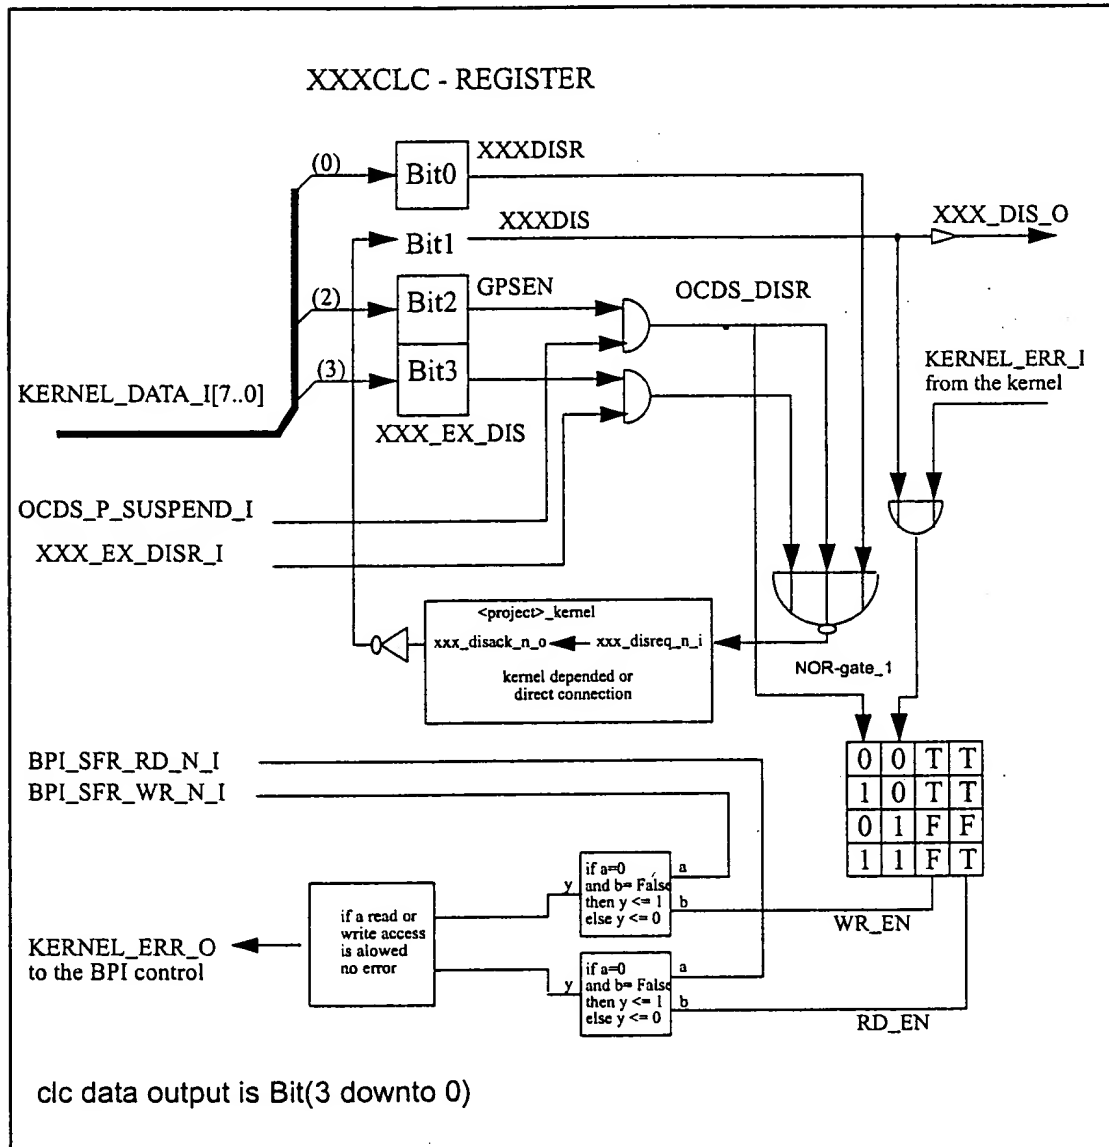 XXXCLC - REGISTER
(0)
Bit0
XXXDISR
Bit1
XXXDIS
XXX_DIS_O
(2)
Bit2
GPSEN
OCDS_DISR
(3)
Bit3
KERNEL_ERR_I
from the kernel
KERNEL_DATA_I[7..0]
XXX_EX_DIS
OCDS_P_SUSPEND_I
XXX_EX_DISR_I
<project>_kernel
xxx_disack_n_o
xxx_disreq_n_i
kernel depended or
direct connection
NOR-gate_1
BPI_SFR_RD_N_I
BPI_SFR_WR_N_I
0 0 T T
1 0 T T
0 1 F F
1 1 F T
if a=0
and b= False
then y <= 1
else y <= 0
y
a
b
WR_EN
if a read or
write access
is alowed
no error
KERNEL_ERR_O
to the BPI control
if a=0
and b= False
then y <= 1
else y <= 0
y
a
b
RD_EN
clc data output is Bit(3 downto 0)